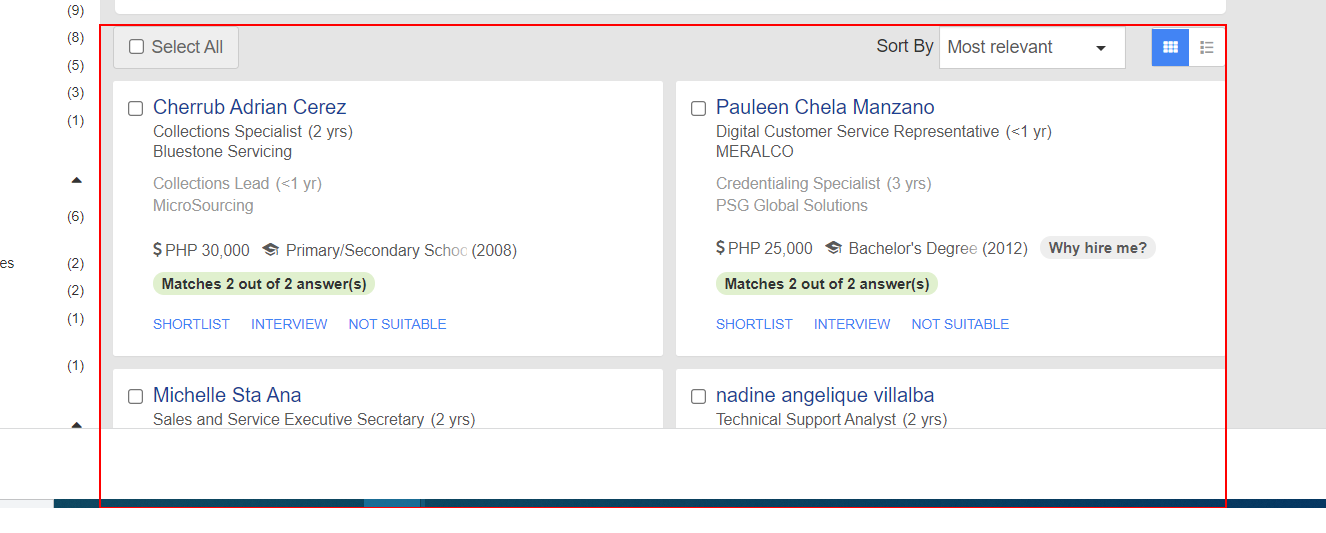 (9)
(8)
(5)
(3)
(1)
(6)
es (2)
(2)
(1)
(1)
Select All
Sort By Most relevant
Cherrub Adrian Cerez
Collections Specialist (2 yrs)
Bluestone Servicing
Collections Lead (<1 yr)
MicroSourcing
$ PHP 30,000 Primary/Secondary Schoo (2008)
Matches 2 out of 2 answer(s)
SHORTLIST INTERVIEW NOT SUITABLE
Pauleen Chela Manzano
Digital Customer Service Representative (<1 yr)
MERALCO
Credentialing Specialist (3 yrs)
PSG Global Solutions
$ PHP 25,000 Bachelor's Degree (2012) Why hire me?
Matches 2 out of 2 answer(s)
SHORTLIST INTERVIEW NOT SUITABLE
Michelle Sta Ana
Sales and Service Executive Secretary (2 yrs)
nadine angelique villalba
Technical Support Analyst (2 yrs)